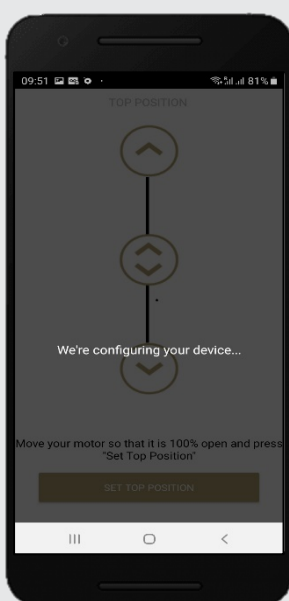 09:51 81%
TOP POSITION
We're configuring your device...
Move your motor so that it is 100% open and press
"Set Top Position"
SET TOP POSITION